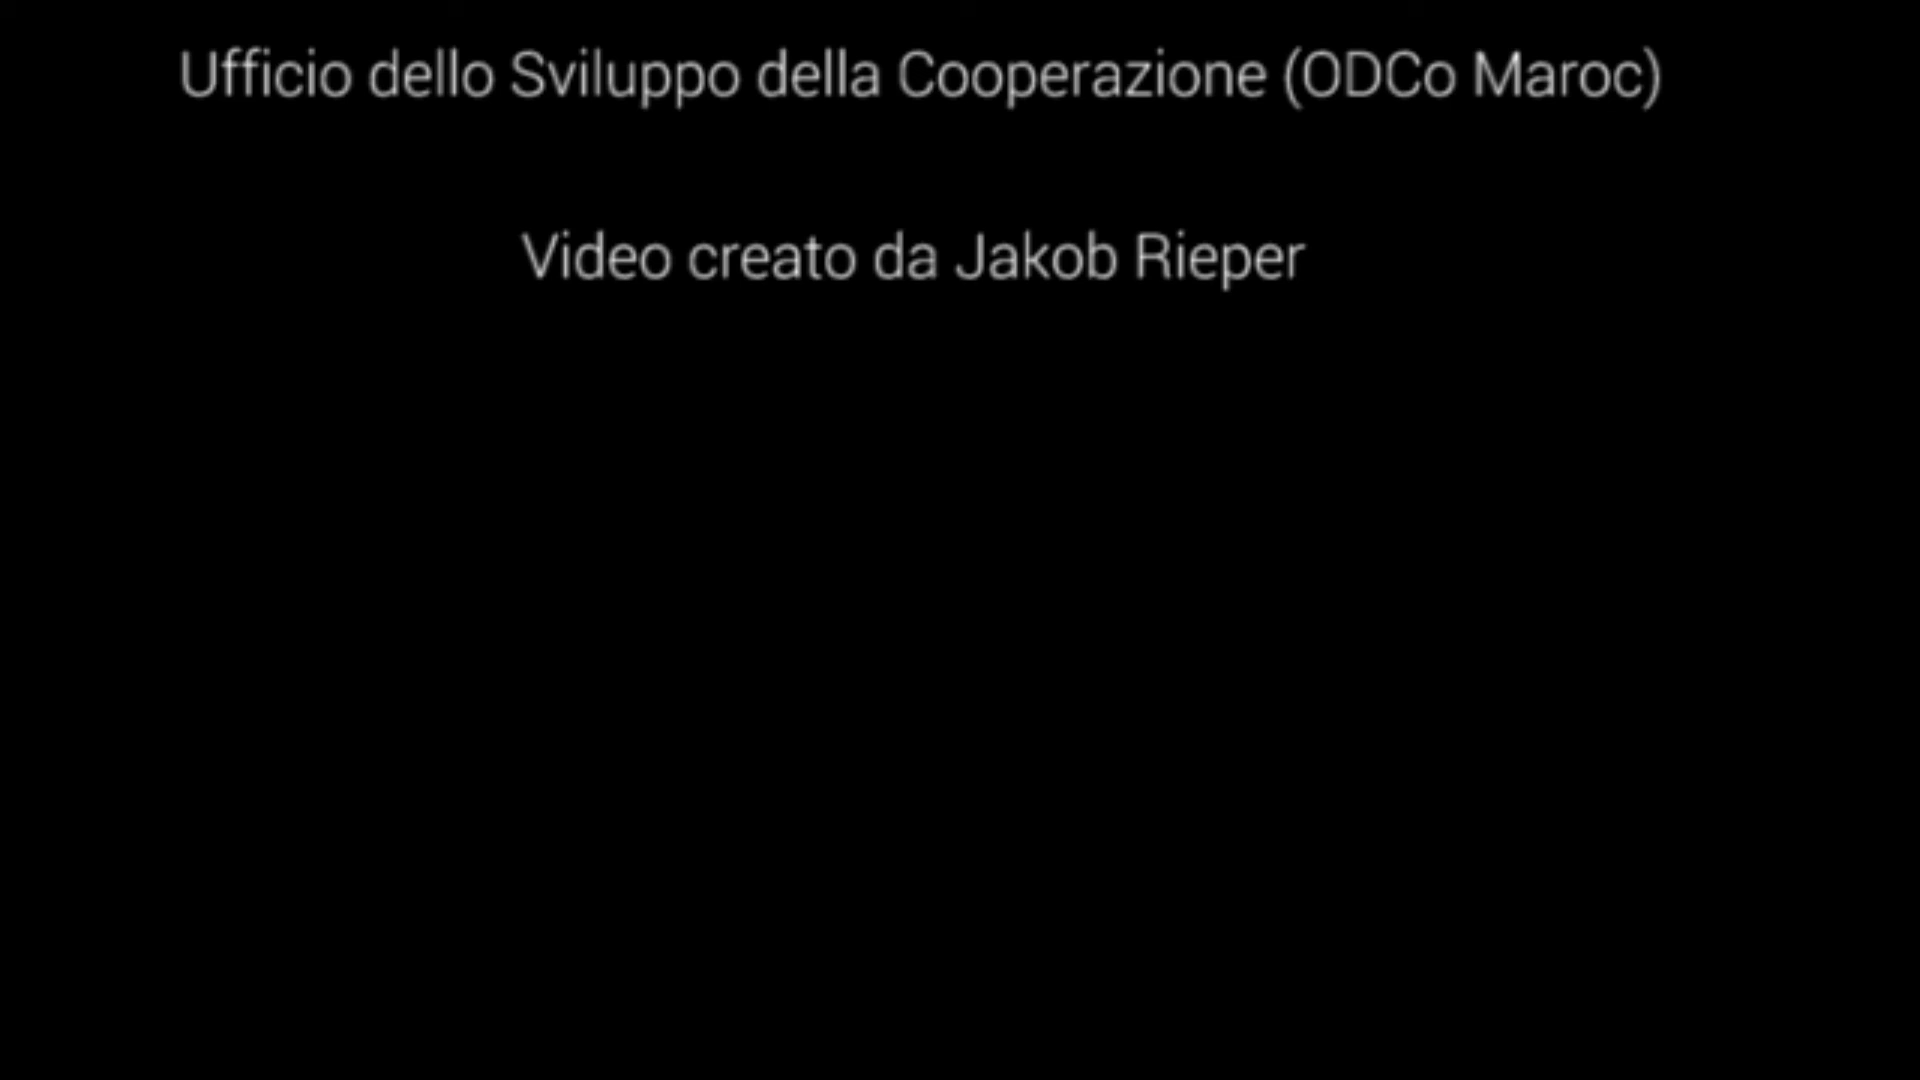 Ufficio dello Sviluppo della Cooperazione (ODCo Maroc)
Video creato da Jakob Rieper